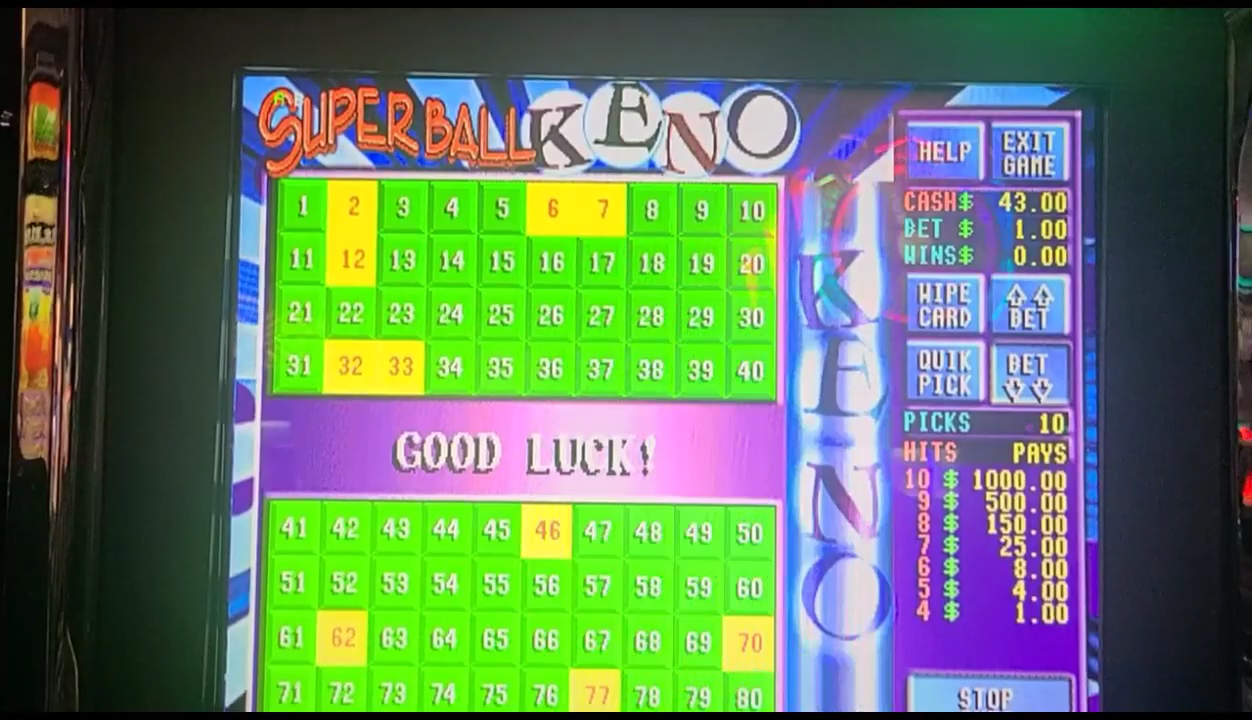 SUPERBALL KENO
1 2 3 4 5 6 7 8 9 10
11 12 13 14 15 16 17 18 19 20
21 22 23 24 25 26 27 28 29 30
31 32 33 34 35 36 37 38 39 40
GOOD LUCK!
41 42 43 44 45 46 47 48 49 50
51 52 53 54 55 56 57 58 59 60
61 62 63 64 65 66 67 68 69 70
71 72 73 74 75 76 77 78 79 80
KENO
HELP
EXIT
GAME
CASH$ 43.00
BET $ 1.00
WINS$ 0.00
WIPE
CARD
BET
QUIK
PICK
BET
PICKS 10
HITS PAYS
10 $ 1000.00
9 $ 500.00
8 $ 150.00
7 $ 25.00
6 $ 8.00
5 $ 4.00
4 $ 1.00
STOP